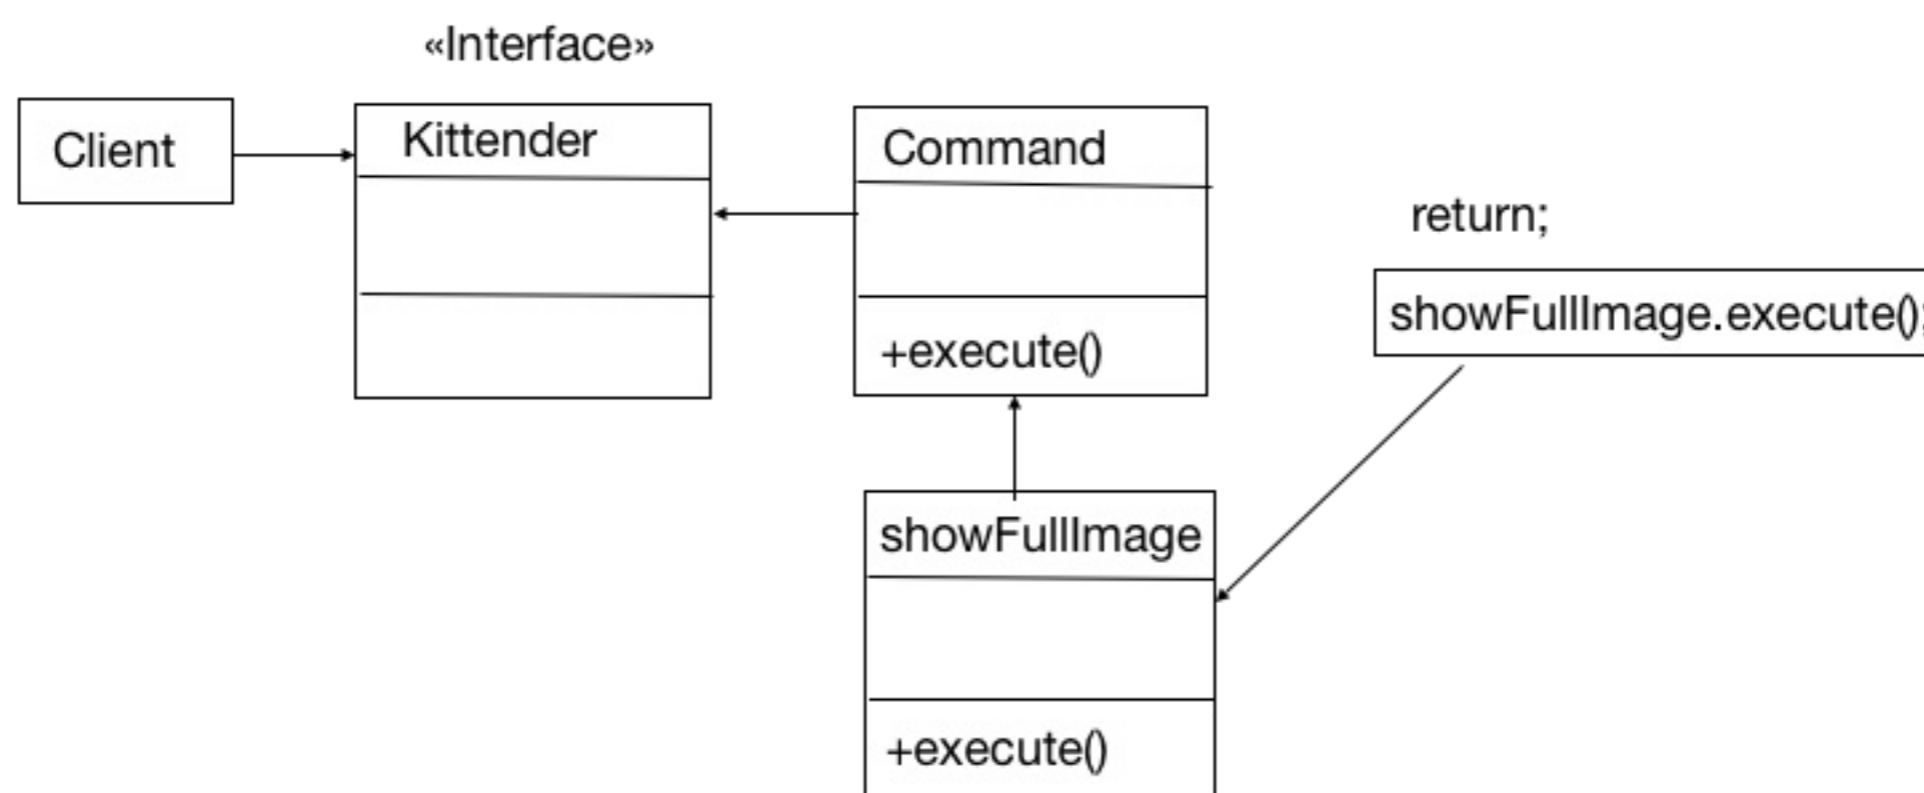 «Interface»
Client
Kittender
Command
+execute()
return;
showFullImage.execute();
showFullImage
+execute()